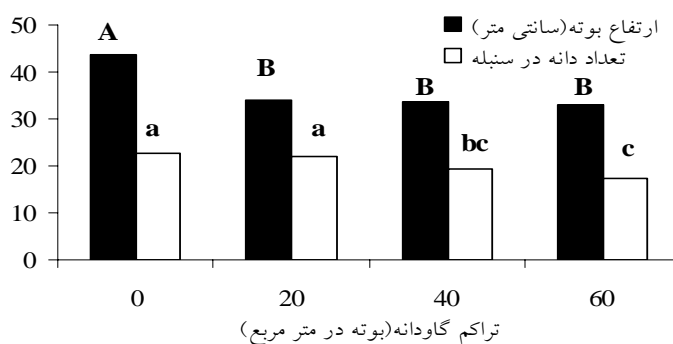 50
40
30
20
10
0
ارتفاع بوته(سانتی متر)
تعداد دانه در سنبله
A
a
B
a
B
bc
B
c
0 20 40 60
تراکم گاودانه(بوته در متر مربع)